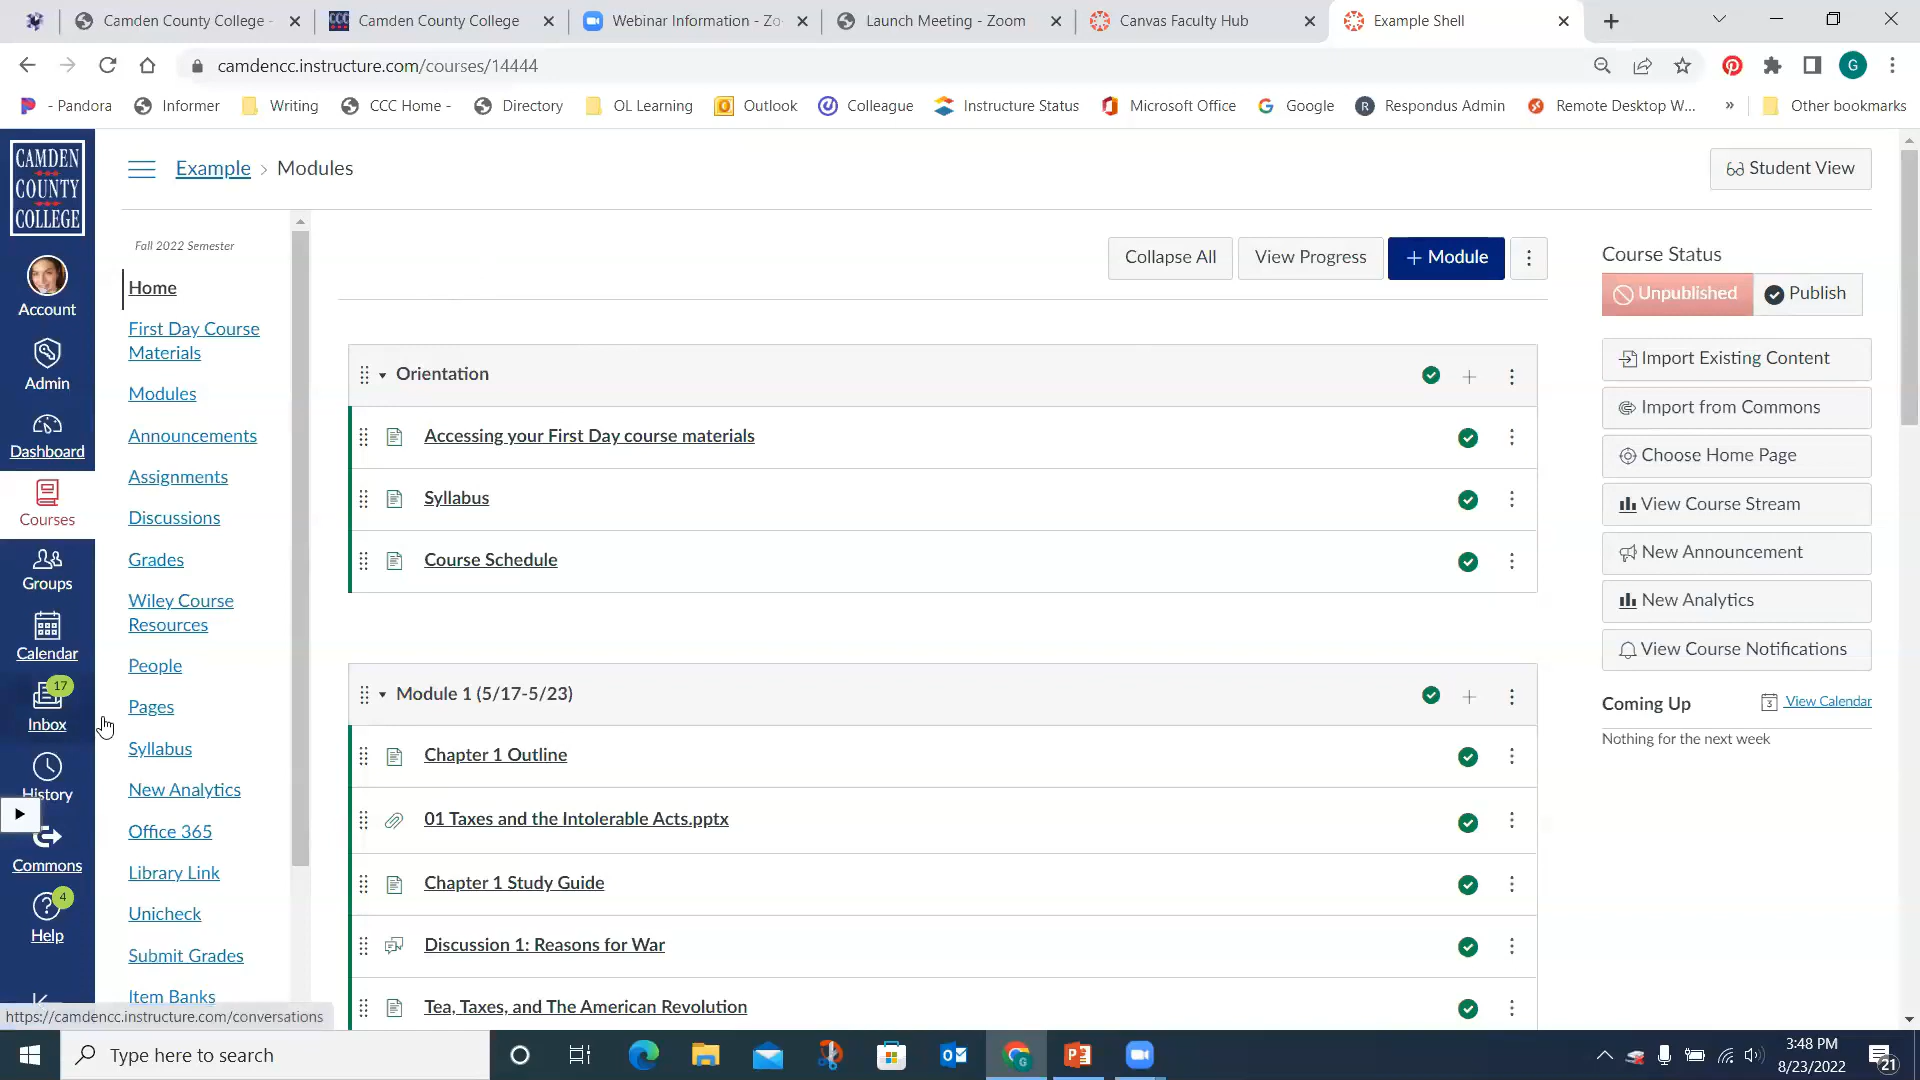 Camden County College -
Camden County College
Webinar Information - Zo
Launch Meeting - Zoom
Canvas Faculty Hub
Example Shell
camdencc.instructure.com/courses/14444
G
- Pandora
Informer
Writing
CCC Home -
Directory
OL Learning
Outlook
Colleague
Instructure Status
Microsoft Office
Google
Respondus Admin
Remote Desktop W...
»
Other bookmarks
CAMDEN
COUNTY
COLLEGE
Account
Admin
Dashboard
Courses
Groups
Calendar
17
Inbox
History
Commons
4
Help
Example > Modules
Student View
Fall 2022 Semester
Home
First Day Course
Materials
Modules
Announcements
Assignments
Discussions
Grades
Wiley Course
Resources
People
Pages
Syllabus
New Analytics
Office 365
Library Link
Unicheck
Submit Grades
Item Banks
Collapse All
View Progress
+ Module
Orientation
Accessing your First Day course materials
Syllabus
Course Schedule
Module 1 (5/17-5/23)
Chapter 1 Outline
01 Taxes and the Intolerable Acts.pptx
Chapter 1 Study Guide
Discussion 1: Reasons for War
Tea, Taxes, and The American Revolution
Course Status
Unpublished
Publish
Import Existing Content
Import from Commons
Choose Home Page
View Course Stream
New Announcement
New Analytics
View Course Notifications
Coming Up
3
View Calendar
Nothing for the next week
https://camdencc.instructure.com/conversations
Type here to search
3:48 PM
8/23/2022
21